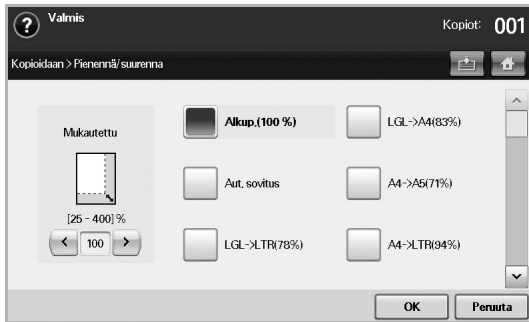 ?
Valmis
Kopiot: 001
Kopioidaan > Pienennä/suurenna
Mukautettu
[25 - 400] %
< 100 >
Alkup.(100 %)
LGL->A4(83%)
Aut. sovitus
A4->A5(71%)
LGL->LTR(78%)
A4->LTR(94%)
OK
Peruuta